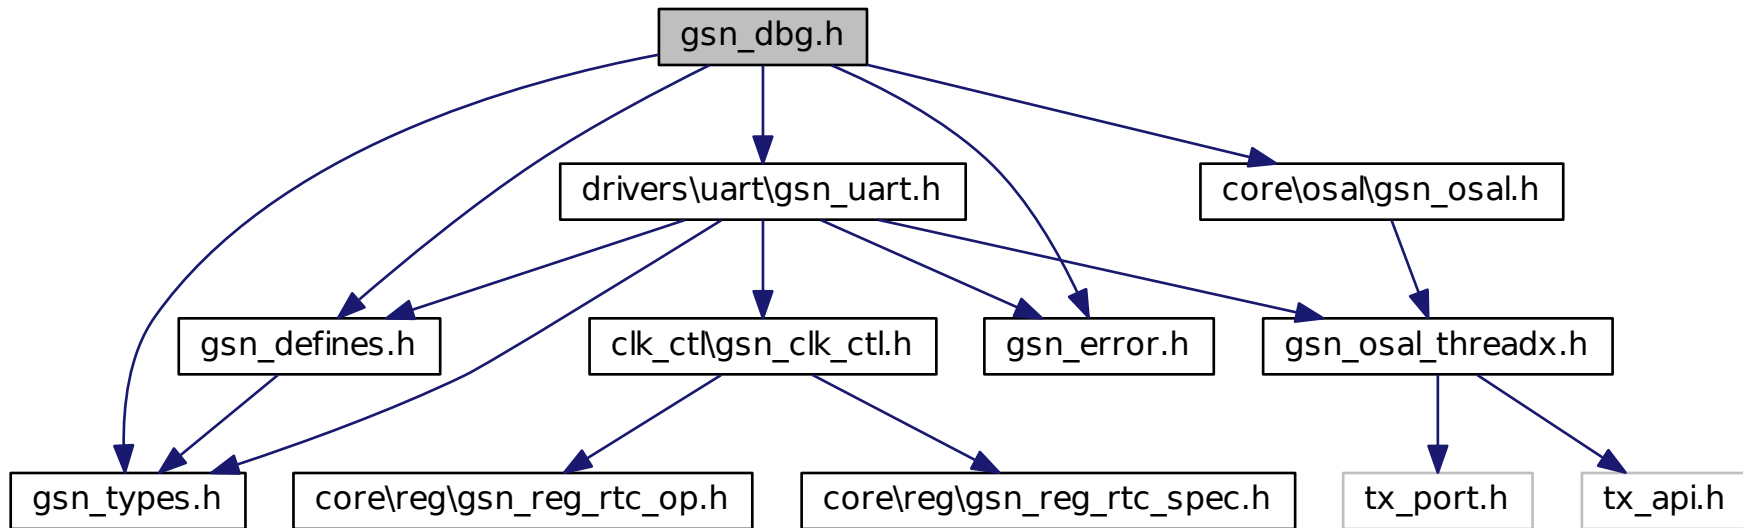 gsn_dbg.h
drivers\uart\gsn_uart.h
core\osal\gsn_osal.h
gsn_defines.h
clk_ctl\gsn_clk_ctl.h
gsn_error.h
gsn_osal_threadx.h
gsn_types.h
core\reg\gsn_reg_rtc_op.h
core\reg\gsn_reg_rtc_spec.h
tx_port.h
tx_api.h